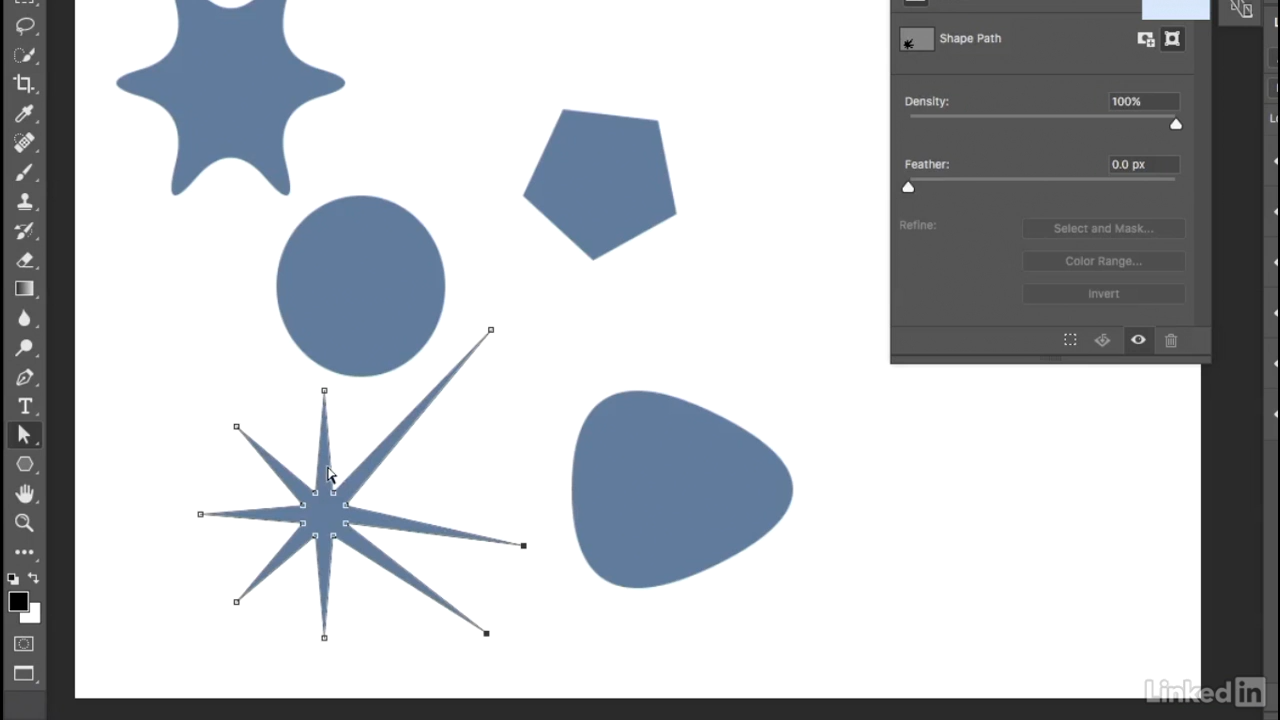 Shape Path
Density:
100%
Feather:
0.0 px
Refine:
Select and Mask...
Color Range...
Invert
T
Linked in